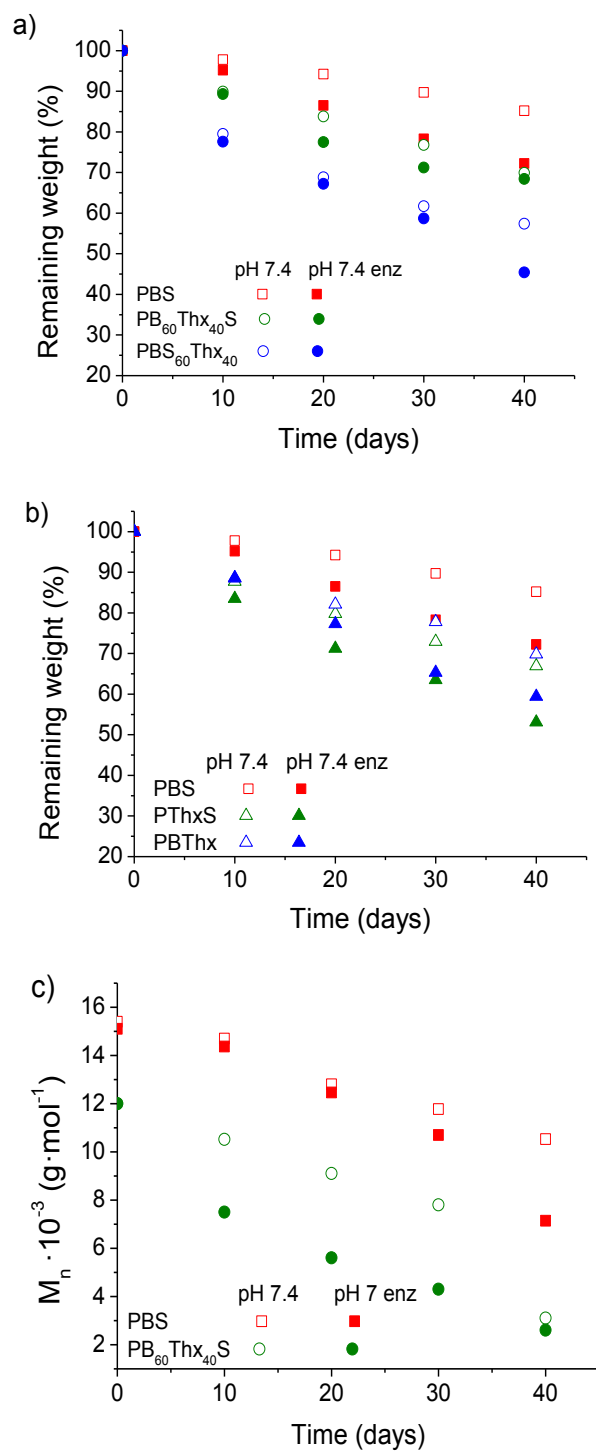 a)
100
90
80
70
60
50
40
30
20
Remaining weight (%)
pH 7.4 pH 7.4 enz
PBS
PB₆₀Thx₄₀S
PBS₆₀Thx₄₀
0 10 20 30 40
Time (days)
b)
100
90
80
70
60
50
40
30
20
Remaining weight (%)
pH 7.4 pH 7.4 enz
PBS
PThxS
PBThx
0 10 20 30 40
Time (days)
c)
16
14
12
10
8
6
4
2
Mₙ · 10⁻³ (g·mol⁻¹)
pH 7.4 pH 7 enz
PBS
PB₆₀Thx₄₀S
0 10 20 30 40
Time (days)